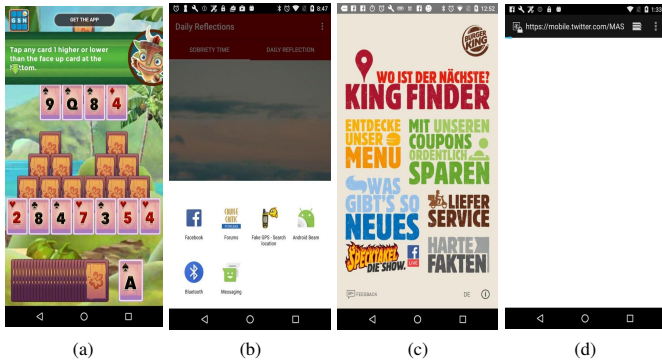 GSN
GET THE APP
Tap any card 1 higher or lower
than the face up card at the
bottom.
9 Q 8 4
2 8 4 7 3 5 4
A
8:47
Daily Reflections
SOBRIETY TIME
DAILY REFLECTION
Facebook
Forums
Fake GPS - Search
location
Android Beam
Bluetooth
Messaging
12:52
BURGER
KING
WO IST DER NÄCHSTE?
KING FINDER
ENTDECKE
UNSER
MENÜ
MIT UNSEREN
COUPONS
ORDENTLICH
SPAREN
WAS
GIBT'S SO
NEUES
LIEFER
SERVICE
SPECKTAKEL
DIE SHOW.
LIVE
HARTE
FAKTEN
FEEDBACK
DE
https://mobile.twitter.com/MAS
(a)
(b)
(c)
(d)